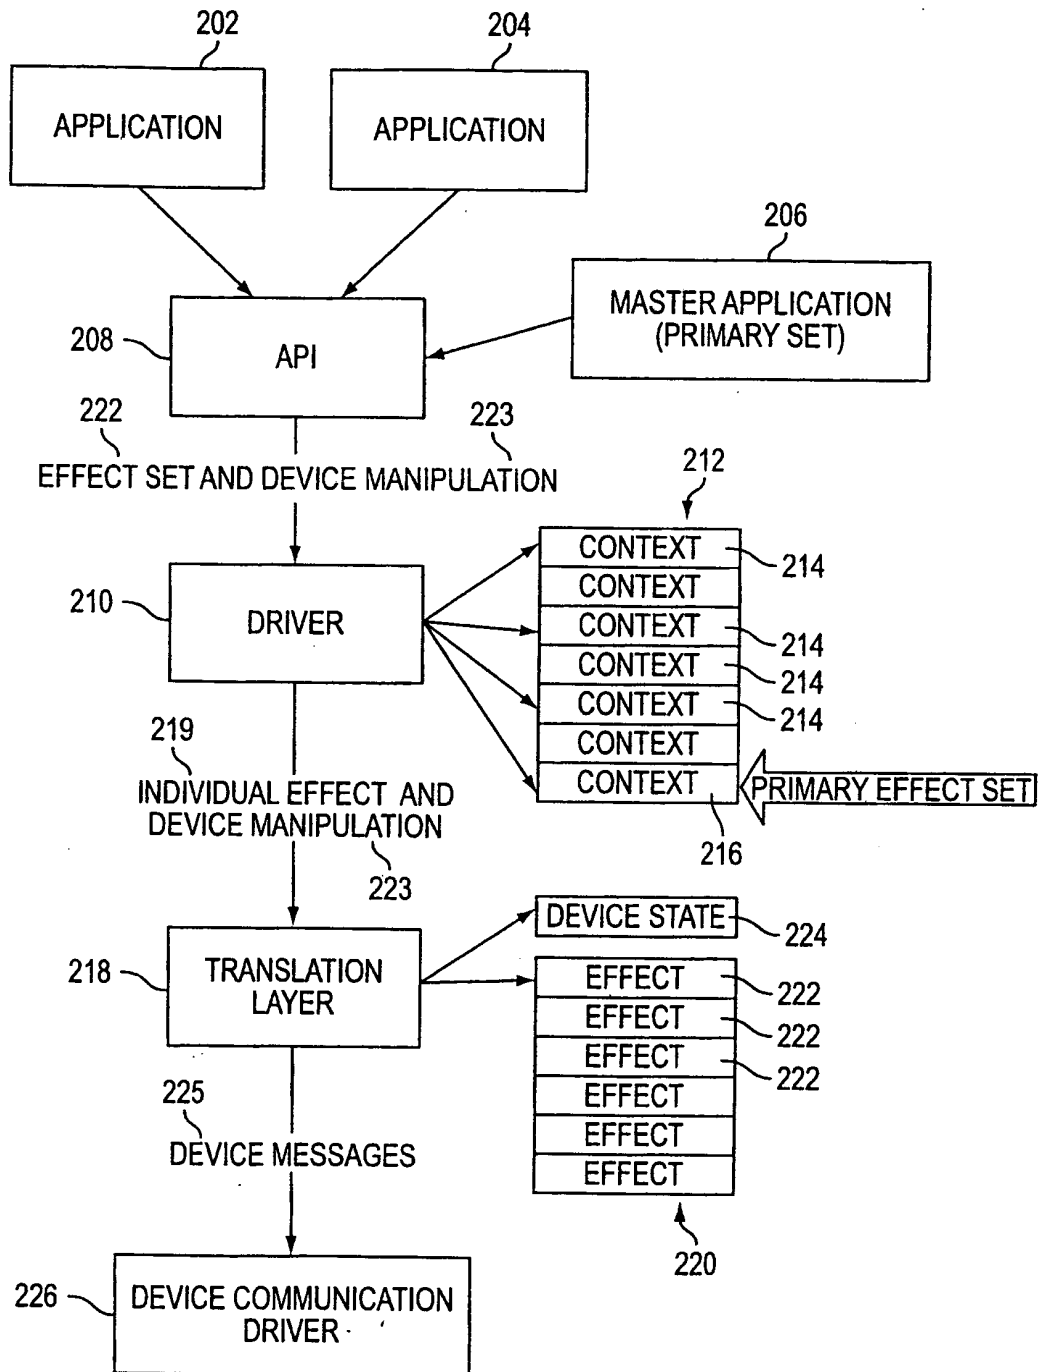 202
204
APPLICATION
APPLICATION
206
MASTER APPLICATION
(PRIMARY SET)
208
API
222
223
EFFECT SET AND DEVICE MANIPULATION
212
CONTEXT
214
CONTEXT
210
DRIVER
CONTEXT
214
CONTEXT
214
CONTEXT
214
CONTEXT
219
CONTEXT
PRIMARY EFFECT SET
INDIVIDUAL EFFECT AND
DEVICE MANIPULATION
216
223
DEVICE STATE
224
218
TRANSLATION
LAYER
EFFECT
222
EFFECT
222
EFFECT
222
EFFECT
225
EFFECT
DEVICE MESSAGES
EFFECT
220
226
DEVICE COMMUNICATION
DRIVER